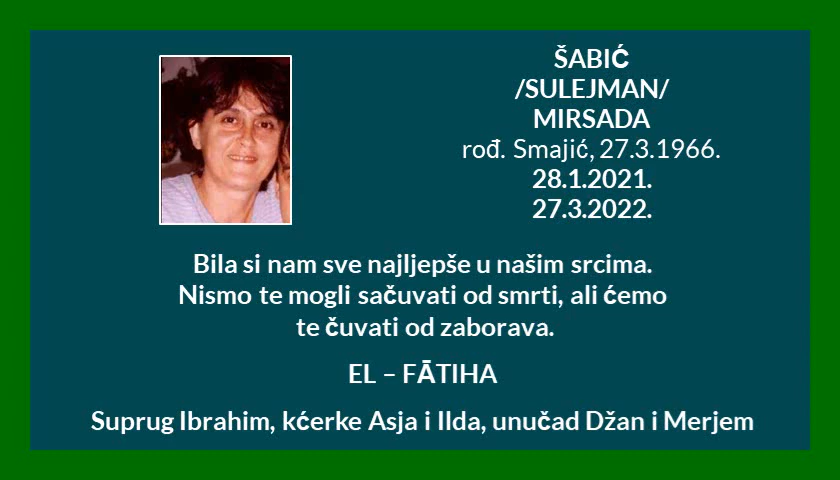 ŠABIĆ
/SULEJMAN/
MIRSADA
rođ. Smajić, 27.3.1966.
28.1.2021.
27.3.2022.
Bila si nam sve najljepše u našim srcima.
Nismo te mogli sačuvati od smrti, ali ćemo
te čuvati od zaborava.
EL – FĀTIHA
Suprug Ibrahim, kćerke Asja i Ilda, unučad Džan i Merjem